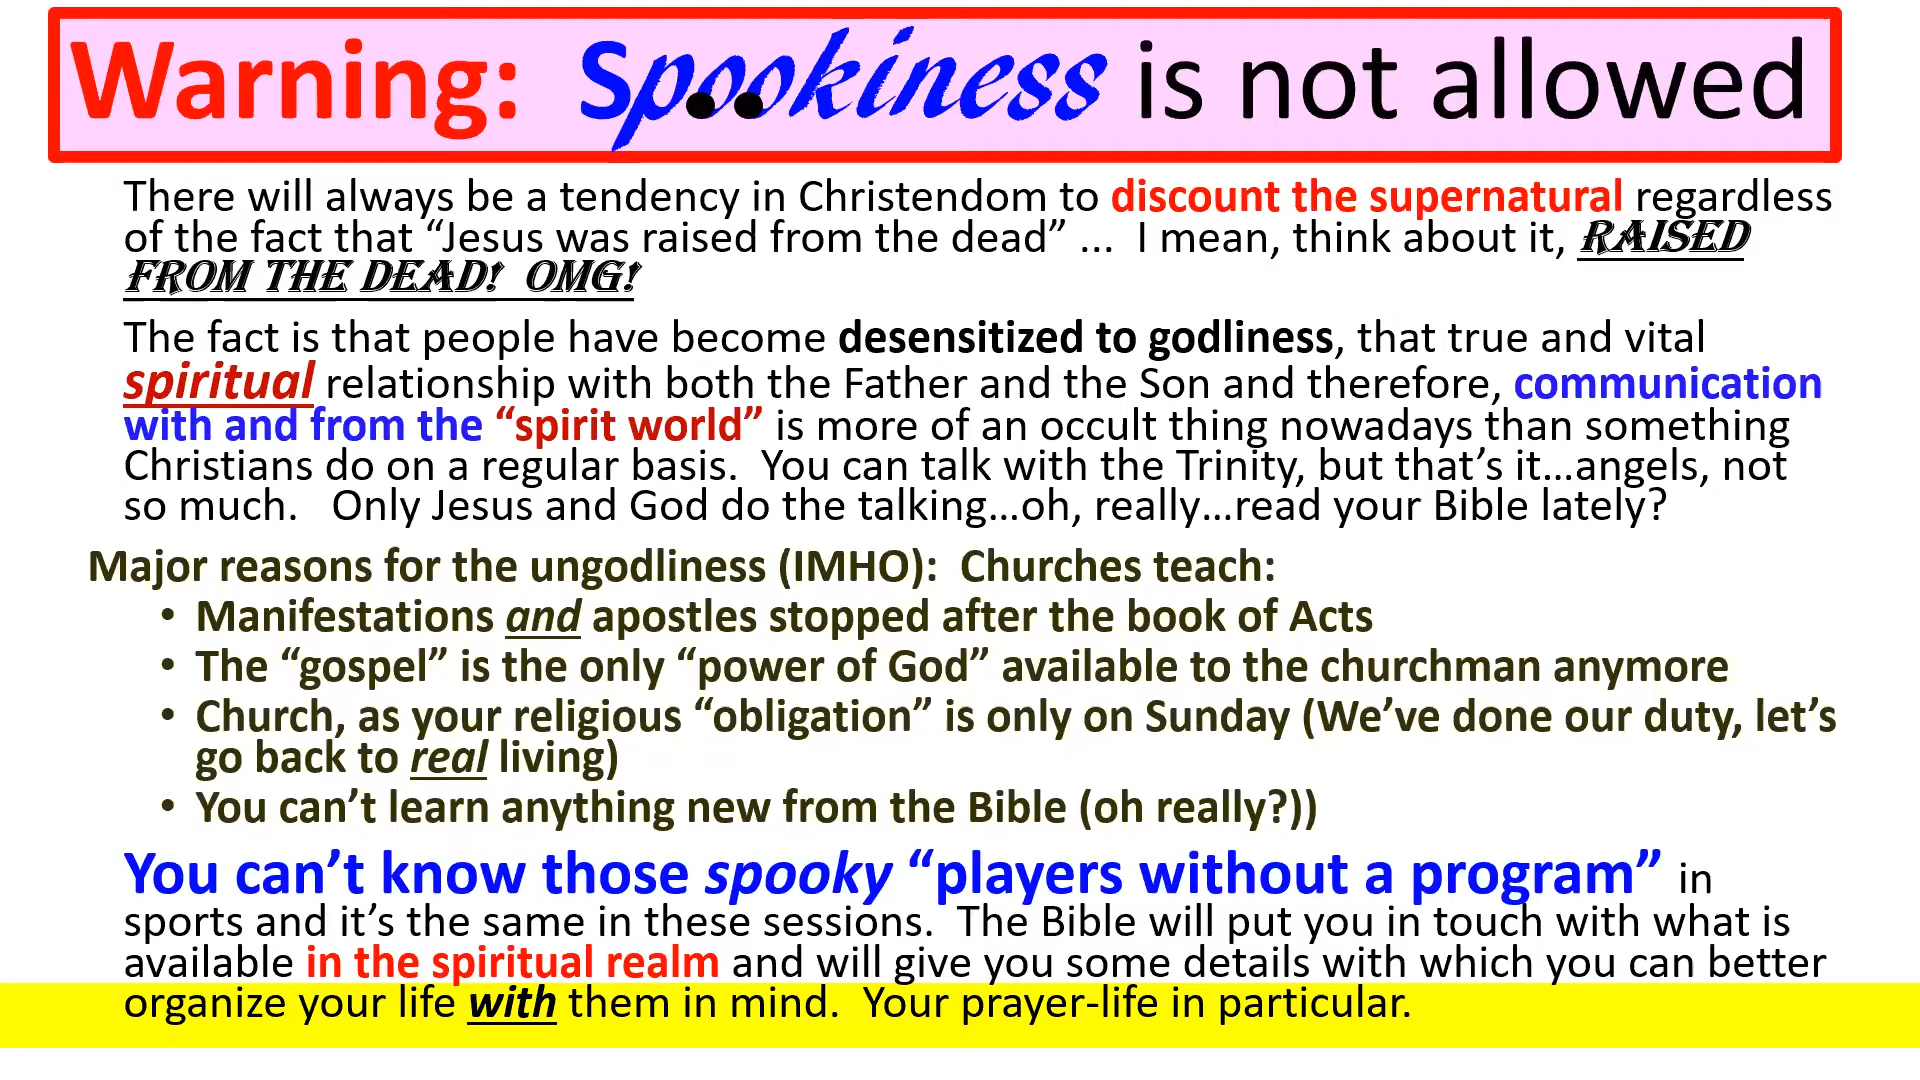 Warning: Spookiness is not allowed
There will always be a tendency in Christendom to discount the supernatural regardless
of the fact that “Jesus was raised from the dead” ... I mean, think about it, RAISED
FROM THE DEAD! OMG!
The fact is that people have become desensitized to godliness, that true and vital
spiritual relationship with both the Father and the Son and therefore, communication
with and from the “spirit world” is more of an occult thing nowadays than something
Christians do on a regular basis. You can talk with the Trinity, but that’s it...angels, not
so much. Only Jesus and God do the talking...oh, really...read your Bible lately?
Major reasons for the ungodliness (IMHO): Churches teach:
• Manifestations and apostles stopped after the book of Acts
• The “gospel” is the only “power of God” available to the churchman anymore
• Church, as your religious “obligation” is only on Sunday (We’ve done our duty, let’s
go back to real living)
• You can’t learn anything new from the Bible (oh really?))
You can’t know those spooky “players without a program” in
sports and it’s the same in these sessions. The Bible will put you in touch with what is
available in the spiritual realm and will give you some details with which you can better
organize your life with them in mind. Your prayer-life in particular.